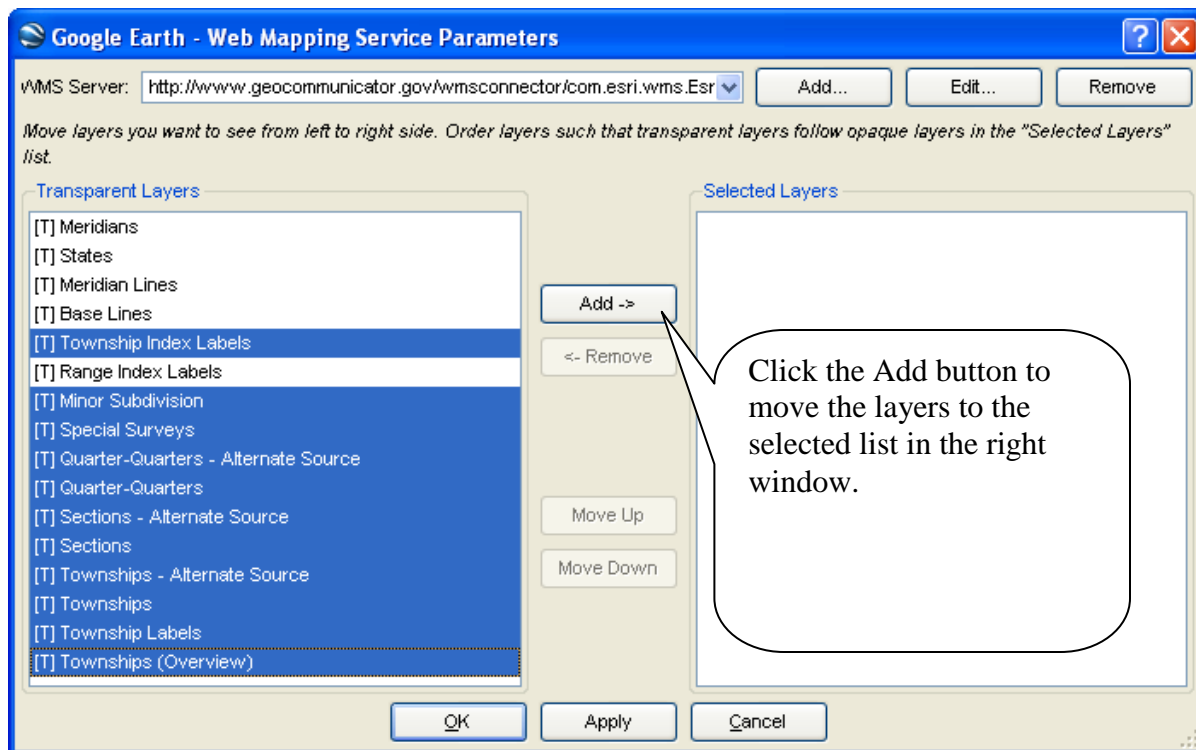 Google Earth - Web Mapping Service Parameters
WMS Server: http://www.geocommunicator.gov/wmsconnector/com.esri.wms.Esr Add... Edit... Remove
Move layers you want to see from left to right side. Order layers such that transparent layers follow opaque layers in the "Selected Layers"
list.
Transparent Layers
[T] Meridians
[T] States
[T] Meridian Lines
[T] Base Lines
[T] Township Index Labels
[T] Range Index Labels
[T] Minor Subdivision
[T] Special Surveys
[T] Quarter-Quarters - Alternate Source
[T] Quarter-Quarters
[T] Sections - Alternate Source
[T] Sections
[T] Townships - Alternate Source
[T] Townships
[T] Township Labels
[T] Townships (Overview)
Add ->
<- Remove
Move Up
Move Down
Selected Layers
Click the Add button to
move the layers to the
selected list in the right
window.
OK Apply Cancel